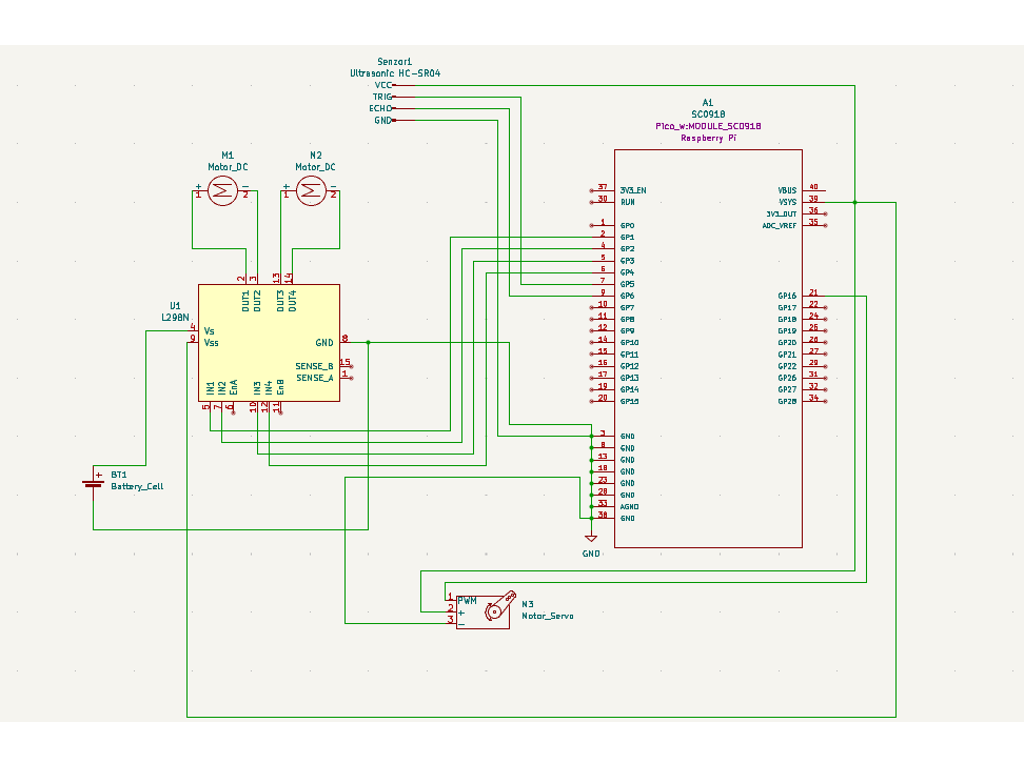 Senzor1
Ultrasonic HC-SR04
VCC
TRIG
ECHO
GND
A1
SC0918
Pico_w:MODULE_SC0918
Raspberry Pi
37 3V3_EN
30 RUN
1 GP0
2 GP1
4 GP2
5 GP3
6 GP4
7 GP5
9 GP6
10 GP7
11 GP8
12 GP9
14 GP10
15 GP11
16 GP12
17 GP13
19 GP14
20 GP15
3 GND
8 GND
13 GND
18 GND
23 GND
28 GND
33 AGND
38 GND
VBUS 40
VSYS 39
3V3_OUT 36
ADC_VREF 35
GP16 21
GP17 22
GP18 24
GP19 25
GP20 26
GP21 27
GP22 29
GP26 31
GP27 32
GP28 34
GND
M1
Motor_DC
+ −
1 2
N2
Motor_DC
+ −
1 2
U1
L298N
2 3 13 14
OUT1 OUT2 OUT3 OUT4
4 Vs
9 Vss
GND 8
SENSE_B 15
SENSE_A 1
IN1 IN2 EnA IN3 IN4 EnB
5 7 6 10 12 11
+
BT1
Battery_Cell
1 PWM
2 +
3 −
N3
Motor_Servo